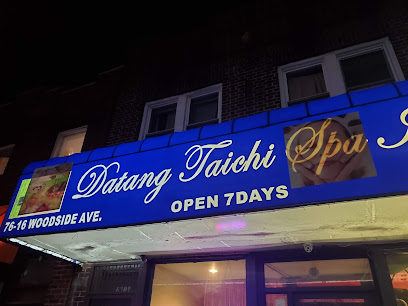 Datang Taichi Spa
OPEN 7DAYS
76-16 WOODSIDE AVE.